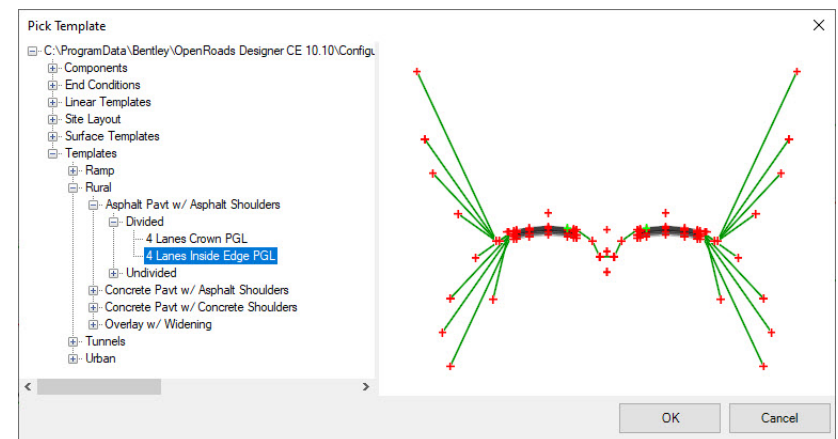 Pick Template
C:\ProgramData\Bentley\OpenRoads Designer CE 10.10\Configu
Components
End Conditions
Linear Templates
Site Layout
Surface Templates
Templates
Ramp
Rural
Asphalt Pavt w/ Asphalt Shoulders
Divided
4 Lanes Crown PGL
4 Lanes Inside Edge PGL
Undivided
Concrete Pavt w/ Asphalt Shoulders
Concrete Pavt w/ Concrete Shoulders
Overlay w/ Widening
Tunnels
Urban
OK
Cancel